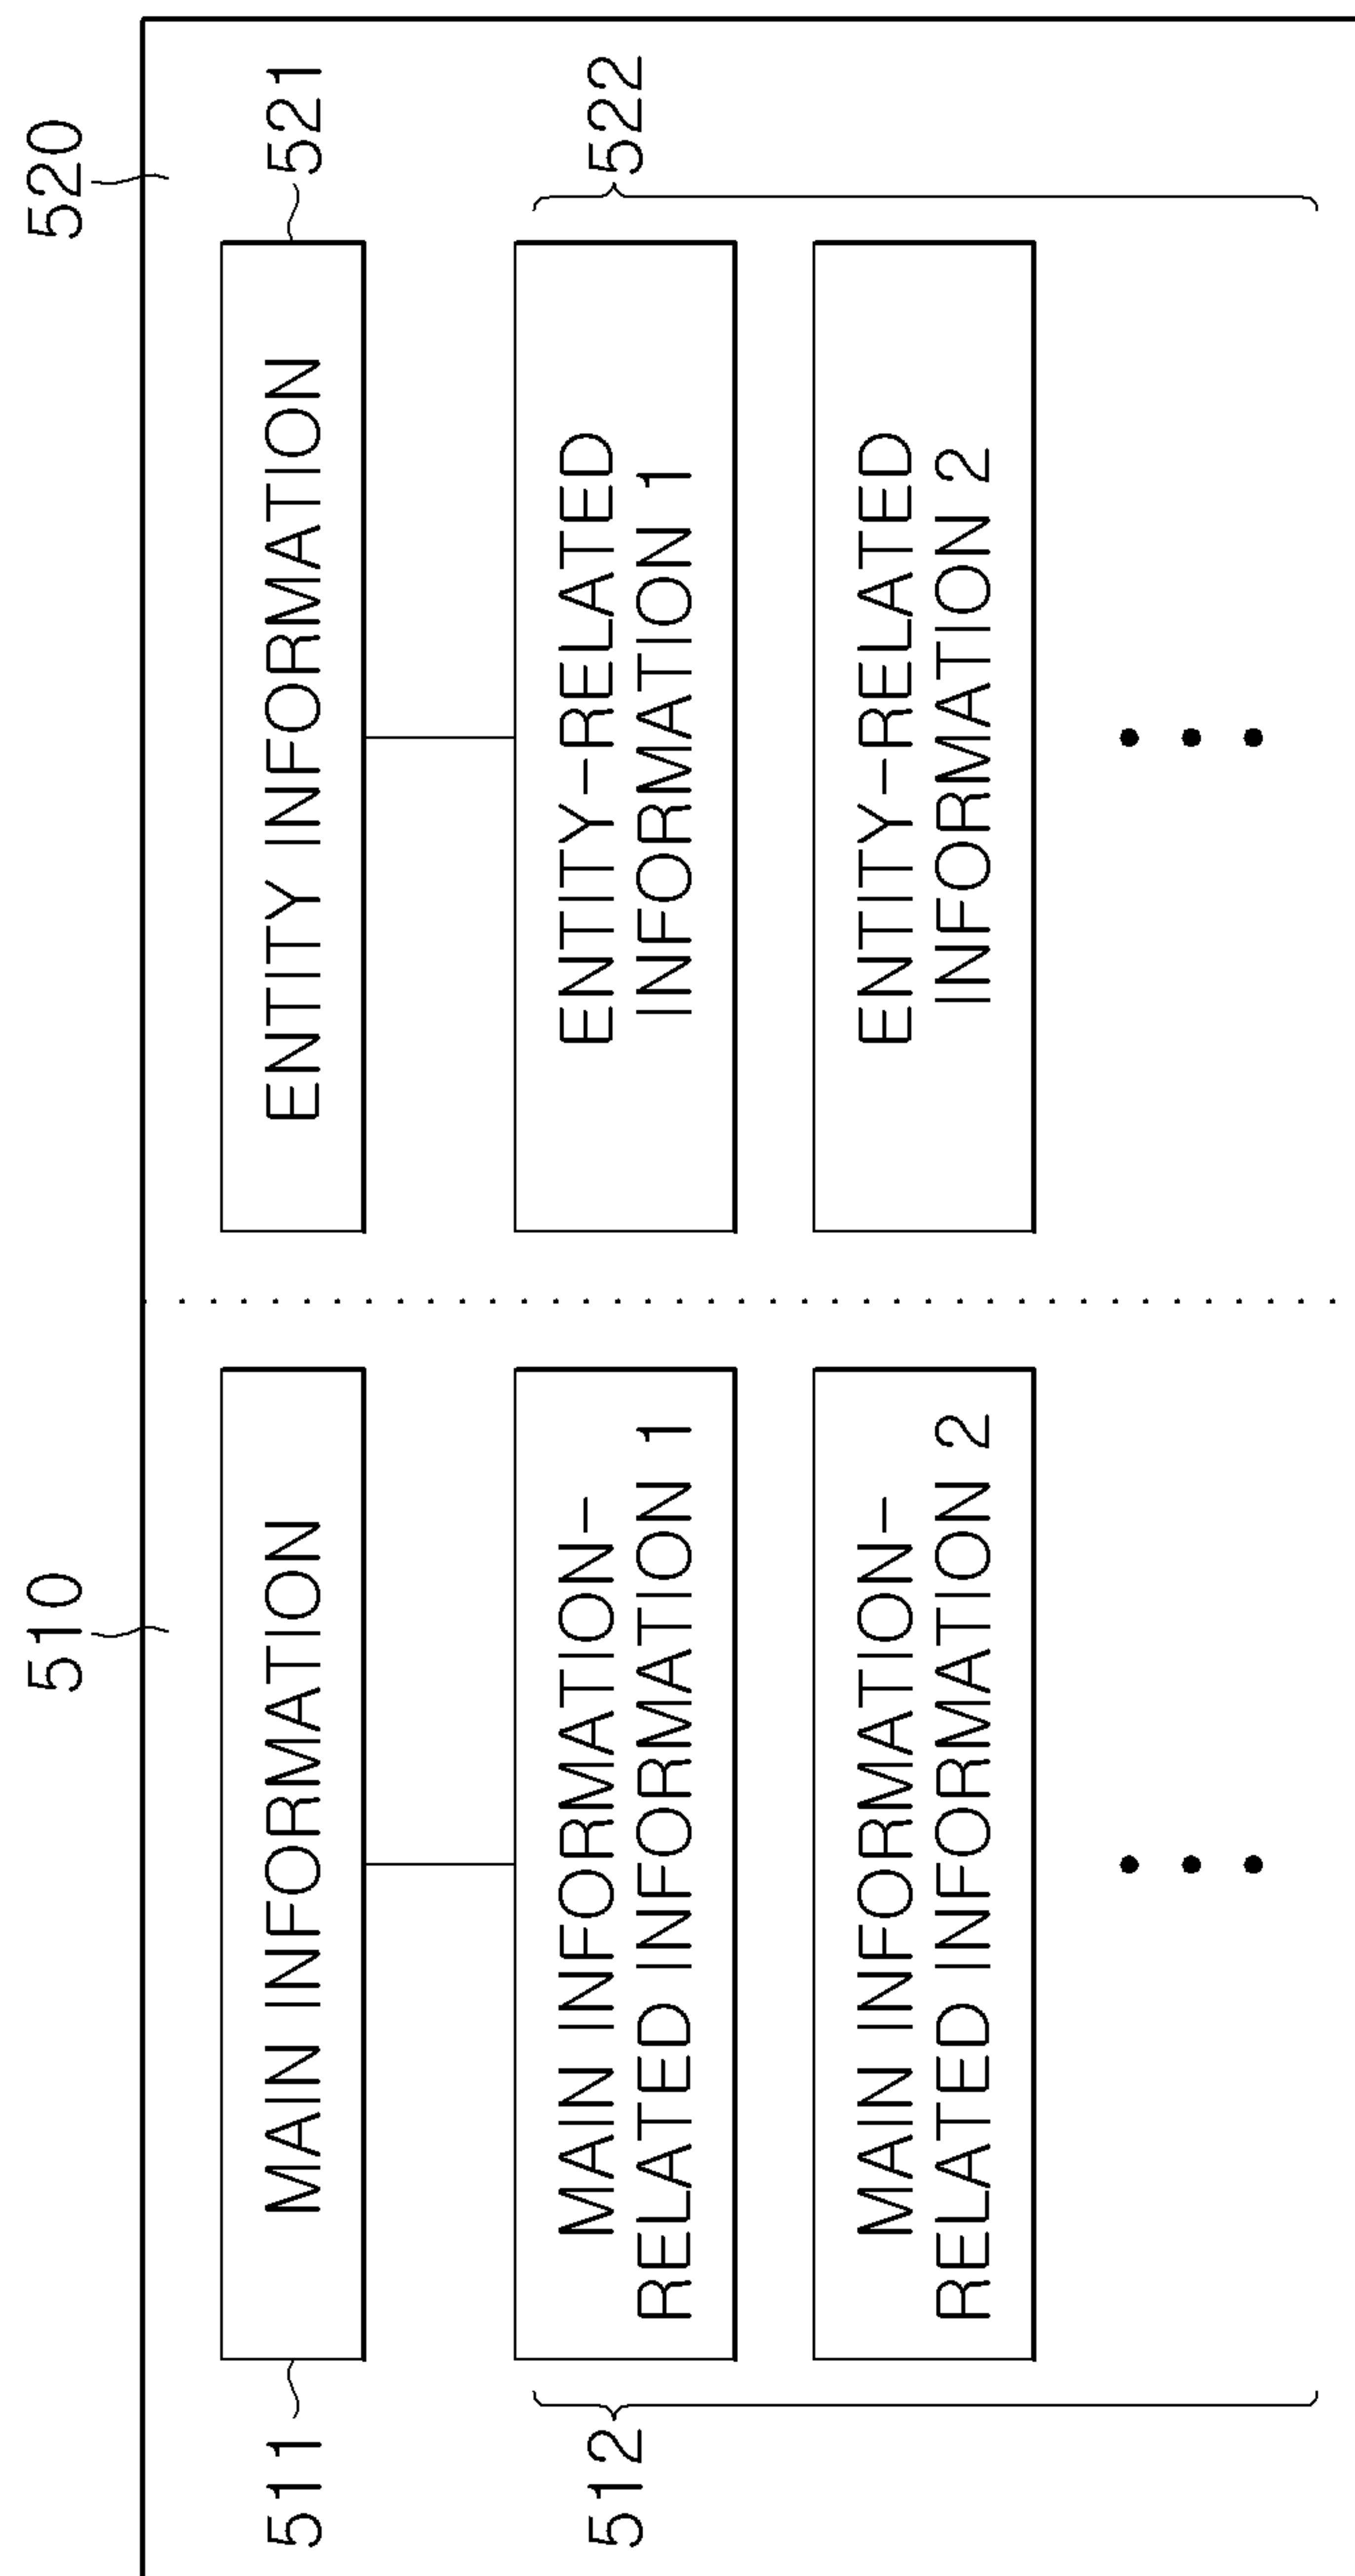 510
520
511
MAIN INFORMATION
ENTITY INFORMATION
521
512
MAIN INFORMATION-
RELATED INFORMATION 1
ENTITY-RELATED
INFORMATION 1
522
MAIN INFORMATION-
RELATED INFORMATION 2
ENTITY-RELATED
INFORMATION 2